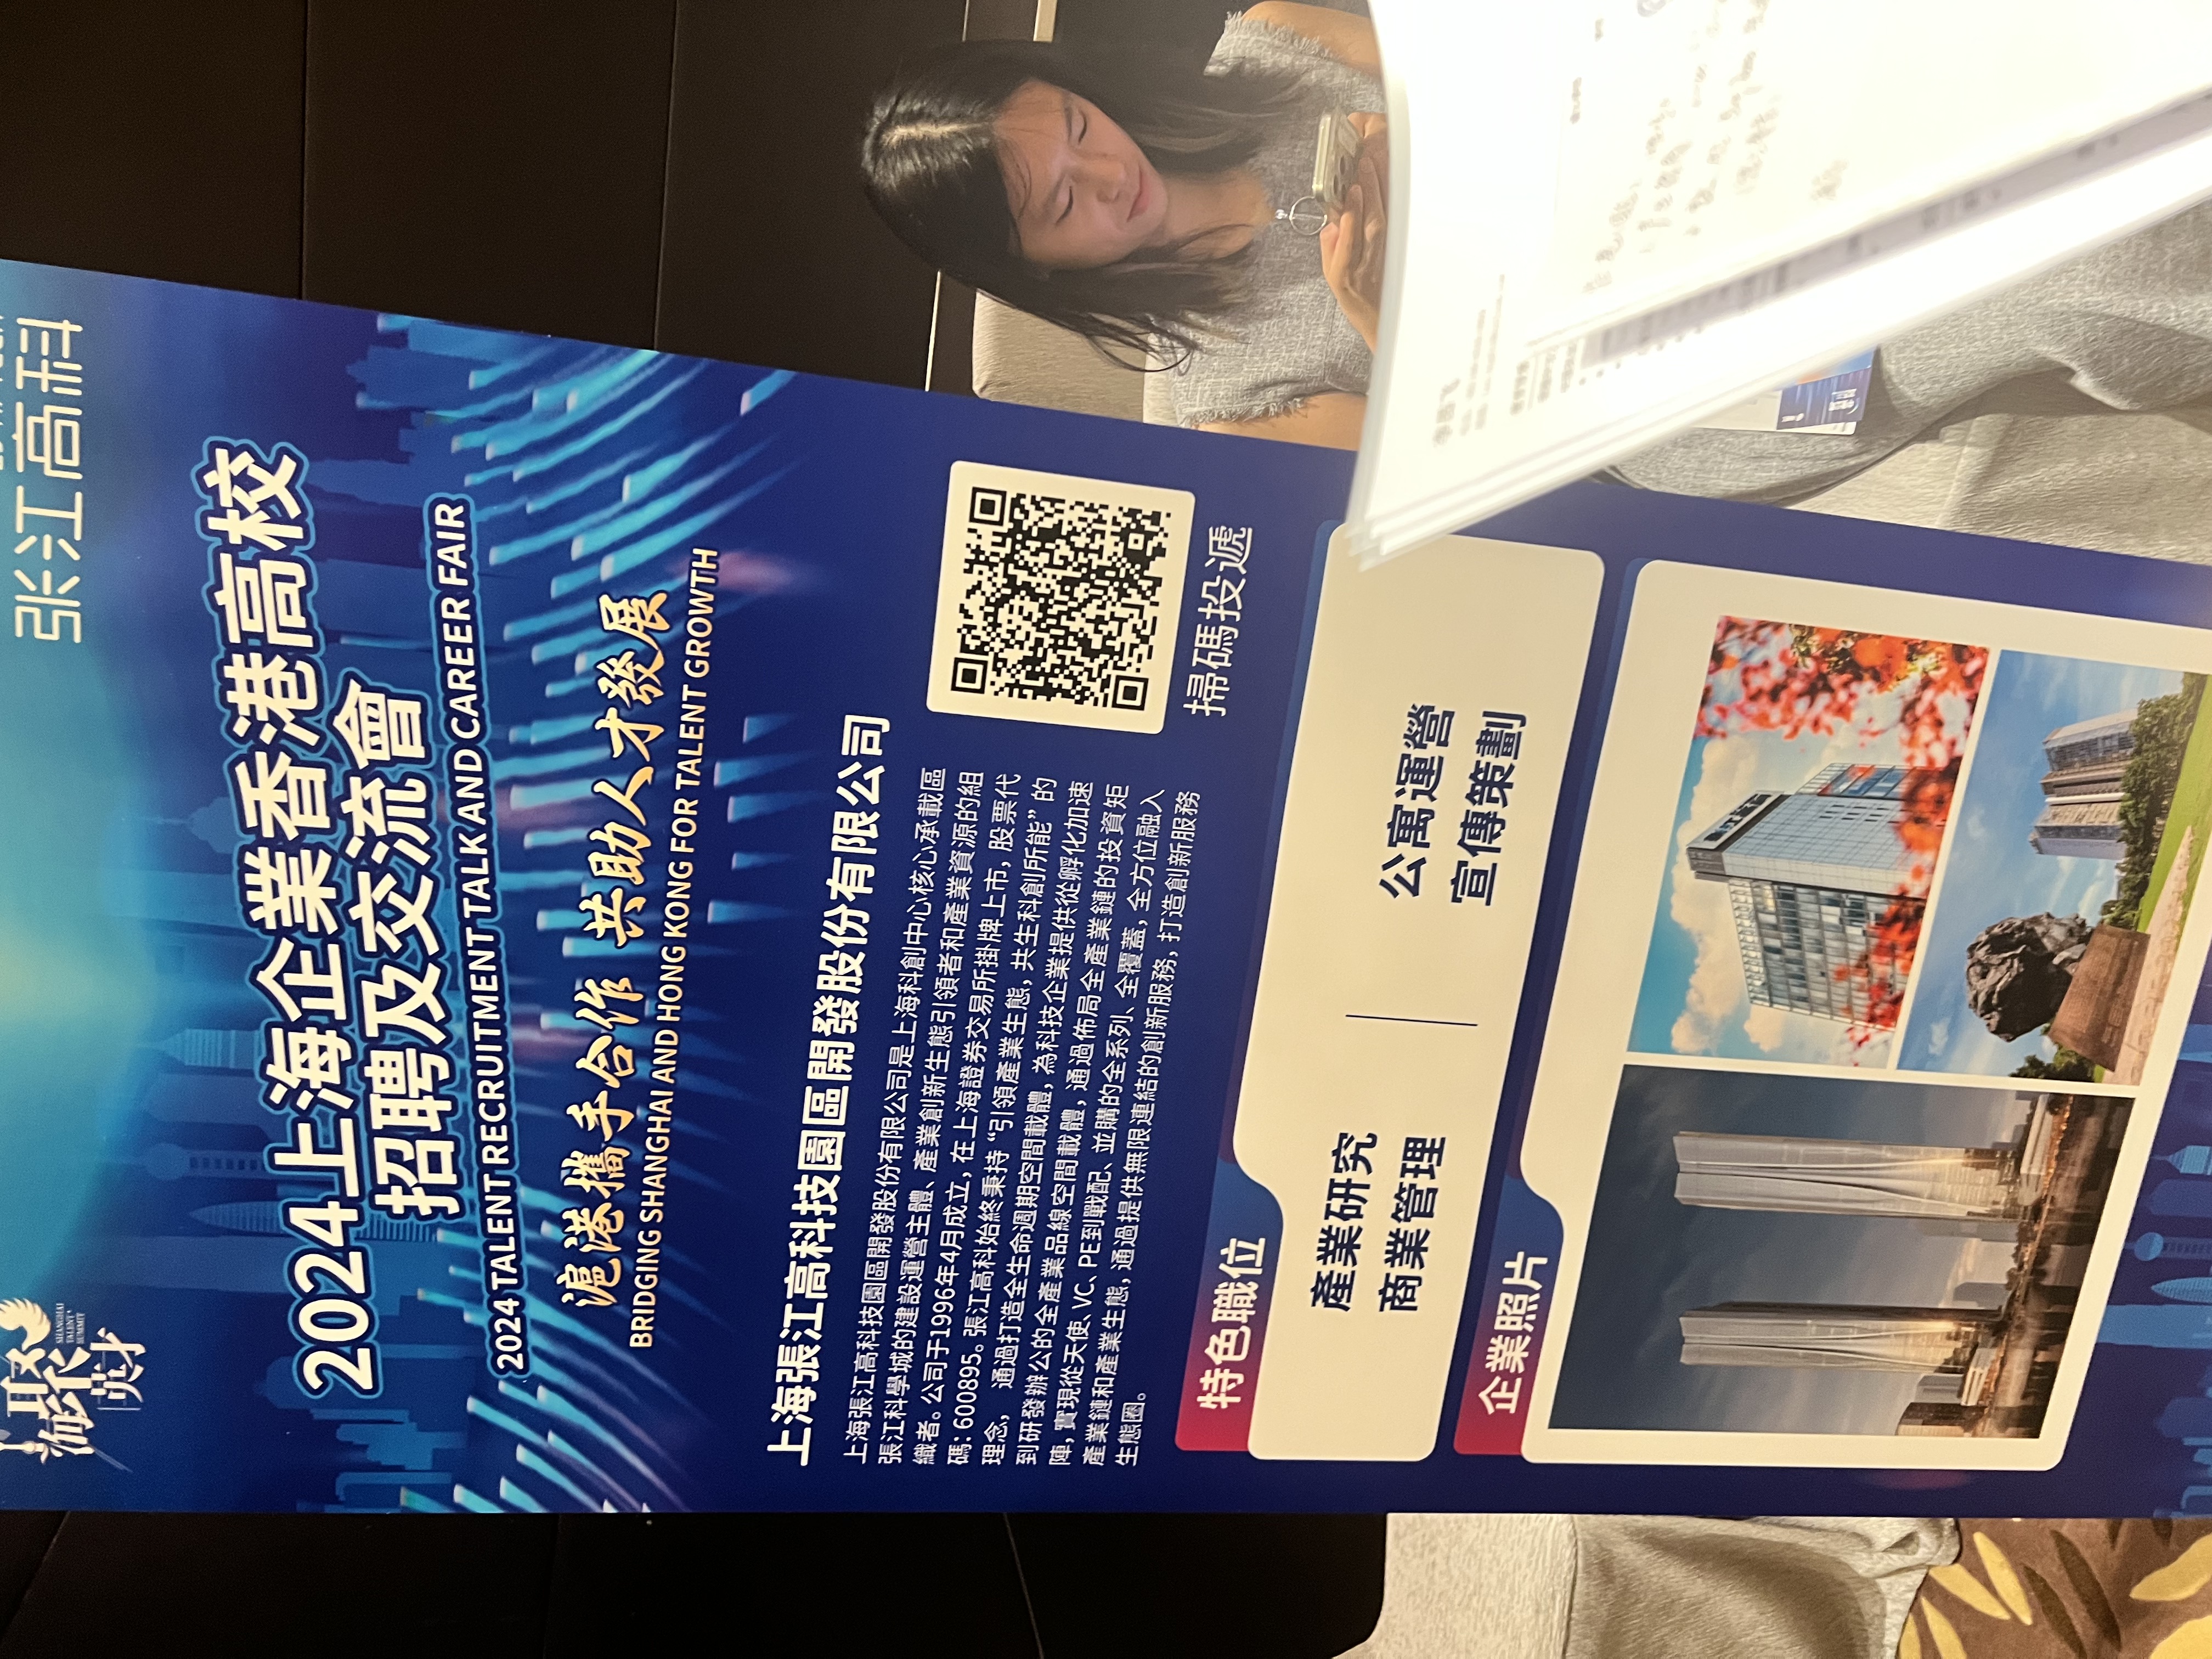 海聚英才
SHANGHAI
TALENT
SUMMIT
张江高科
2024上海企業香港高校
招聘及交流會
2024 TALENT RECRUITMENT TALK AND CAREER FAIR
滬港攜手合作 共助人才發展
BRIDGING SHANGHAI AND HONG KONG FOR TALENT GROWTH
上海張江高科技園區開發股份有限公司
上海張江高科技園區開發股份有限公司是上海科創中心核心承載區
張江科學城的建設運營主體、產業創新生態引領者和產業資源的組
織者。公司于1996年4月成立，在上海證券交易所掛牌上市，股票代
碼：600895。張江高科始終秉持“引領產業生態，共生科創所能”的
理念， 通過打造全生命週期空間載體，為科技企業提供從孵化加速
到研發辦公的全產業品線空間載體，通過佈局全產業鏈的投資矩
陣，實現從天使、VC、PE到戰配、並購的全系列、全覆蓋，全方位融入
產業鏈和產業生態，通過提供無限連結的創新服務，打造創新服務
生態圈。
掃碼投遞
特色職位
產業研究
商業管理
公寓運營
宣傳策劃
企業照片
张江高科